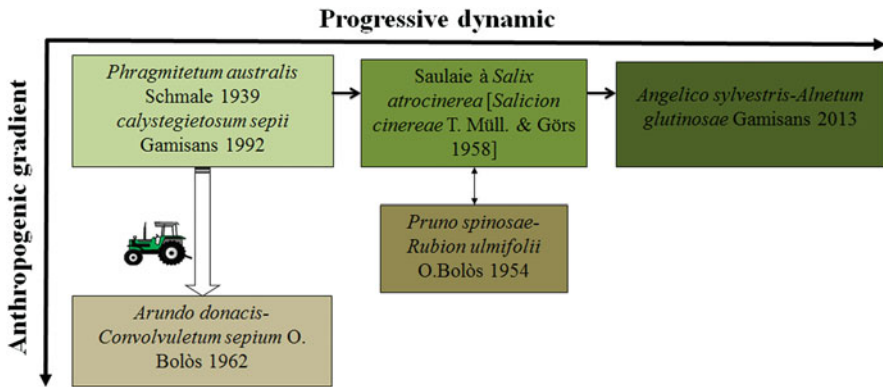 Progressive dynamic
Anthropogenic gradient
Phragmitetum australis
Schmale 1939
calystegietosum sepii
Gamisans 1992
Saulaie à Salix
atrocinerea [Salicion
cinereae T. Müll. & Görs
1958]
Angelico sylvestris-Alnetum
glutinosae Gamisans 2013
Pruno spinosae-
Rubion ulmifolii
O.Bolòs 1954
Arundo donacis-
Convolvuletum sepium O.
Bolòs 1962